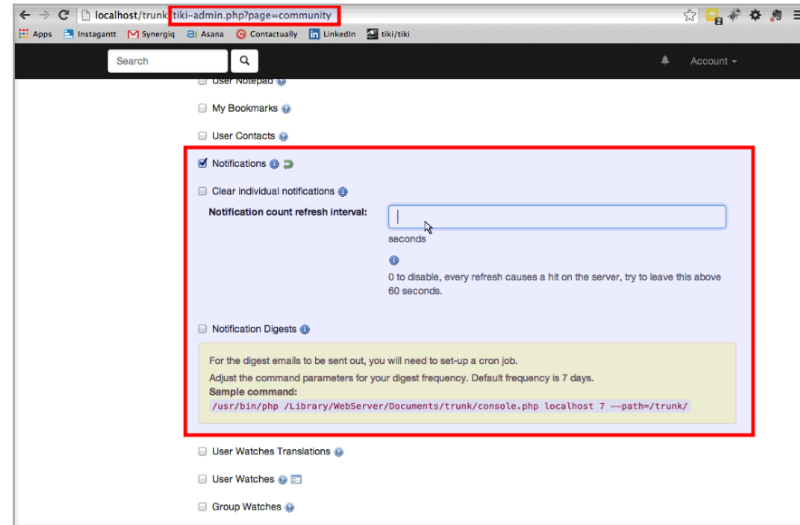 localhost/trunk/tiki-admin.php?page=community
Apps Instagantt Synergiq Asana Contactually LinkedIn tiki/tiki
2
Search Account
User Notepad
My Bookmarks
User Contacts
Notifications
Clear individual notifications
Notification count refresh interval:
seconds
0 to disable, every refresh causes a hit on the server, try to leave this above
60 seconds.
Notification Digests
For the digest emails to be sent out, you will need to set-up a cron job.
Adjust the command parameters for your digest frequency. Default frequency is 7 days.
Sample command:
/usr/bin/php /Library/WebServer/Documents/trunk/console.php localhost 7 --path=/trunk/
User Watches Translations
User Watches
Group Watches